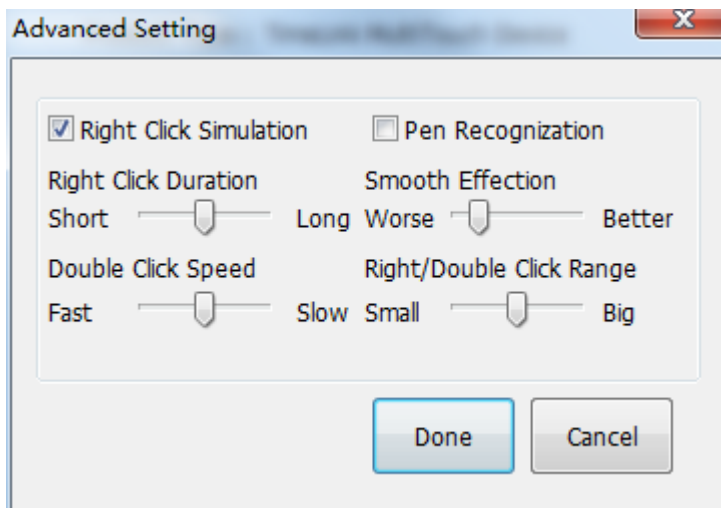 Advanced Setting
Right Click Simulation
Pen Recognization
Right Click Duration
Smooth Effection
Short Long
Worse Better
Double Click Speed
Right/Double Click Range
Fast Slow
Small Big
Done
Cancel